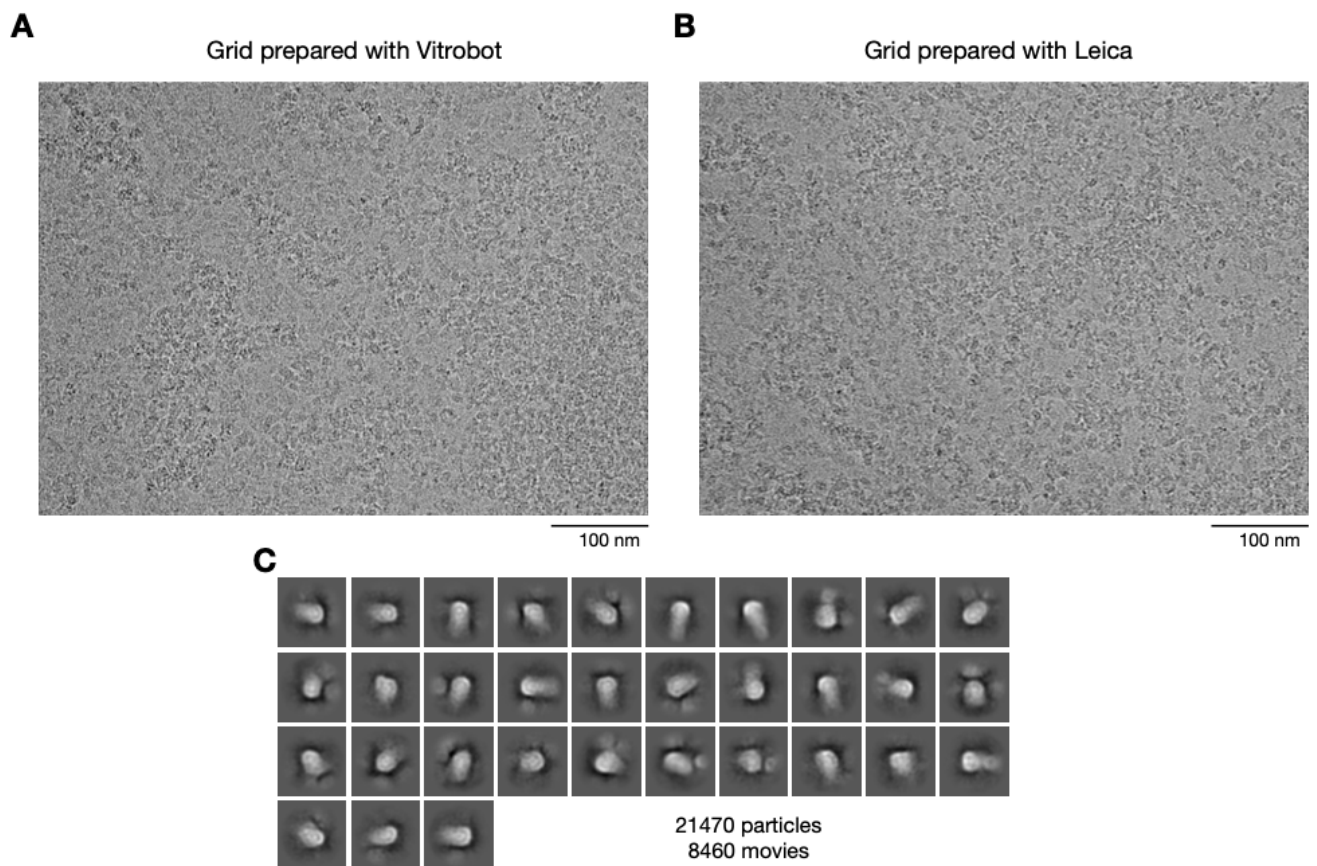 A
Grid prepared with Vitrobot
B
Grid prepared with Leica
100 nm
100 nm
C
21470 particles
8460 movies